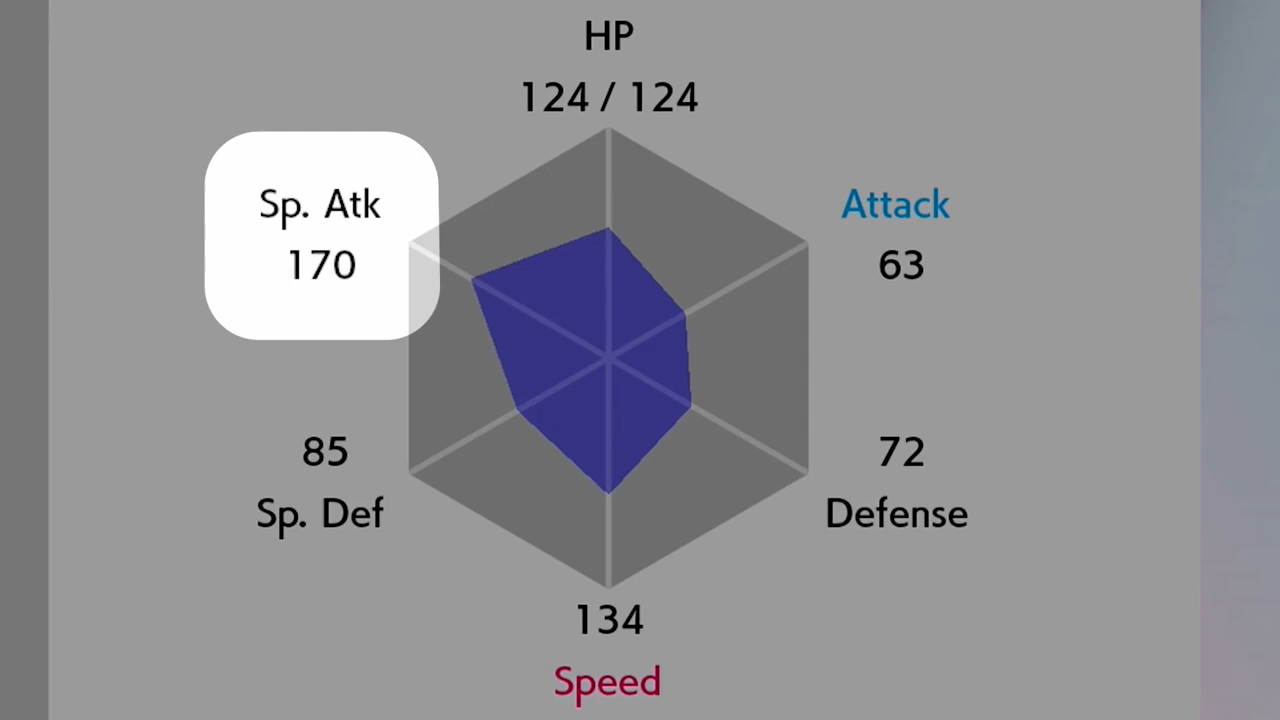 HP
124 / 124
Sp. Atk
170
Attack
63
85
Sp. Def
72
Defense
134
Speed